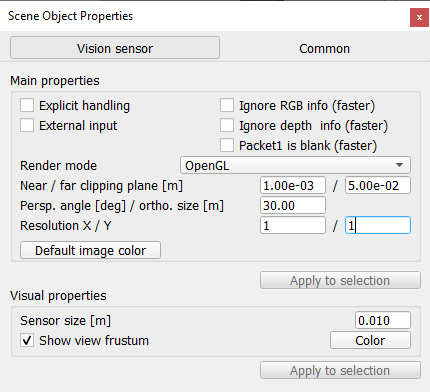 Scene Object Properties
x
Vision sensor
Common
Main properties
Explicit handling
Ignore RGB info (faster)
External input
Ignore depth info (faster)
Packet1 is blank (faster)
Render mode OpenGL
Near / far clipping plane [m] 1.00e-03 / 5.00e-02
Persp. angle [deg] / ortho. size [m] 30.00
Resolution X / Y 1 / 1
Default image color
Apply to selection
Visual properties
Sensor size [m] 0.010
Show view frustum Color
Apply to selection